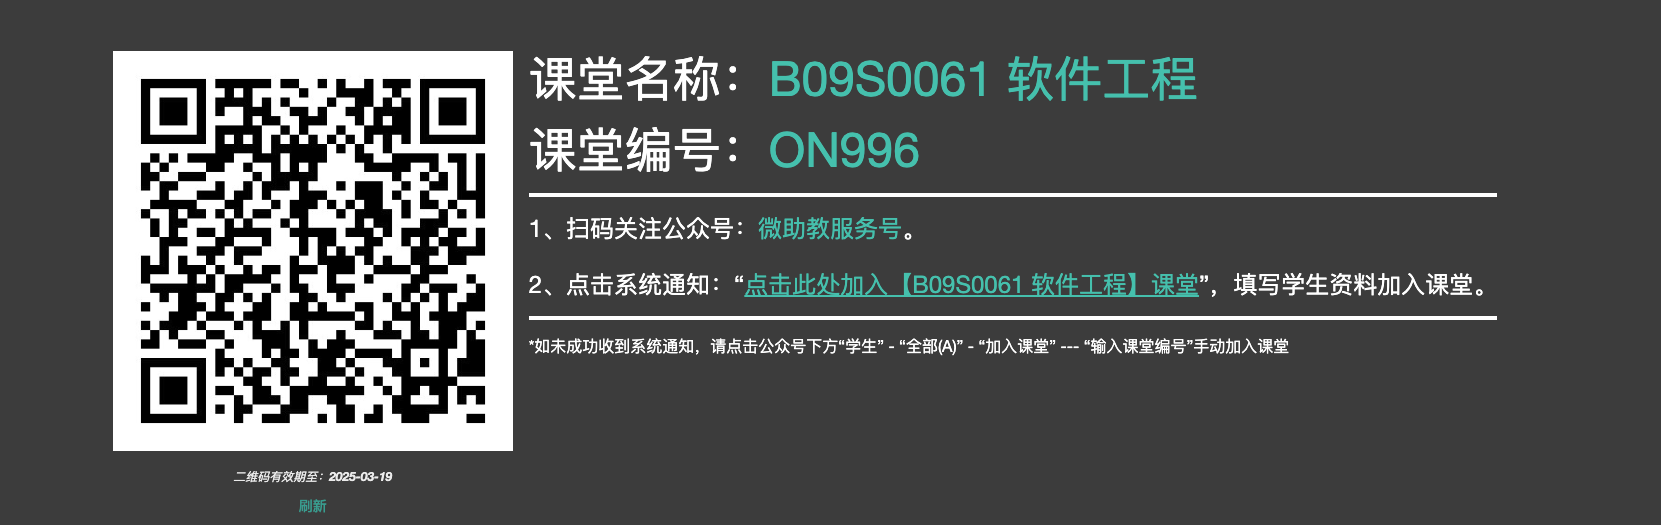 课堂名称：B09S0061 软件工程
课堂编号：ON996
1、扫码关注公众号：微助教服务号。
2、点击系统通知：“点击此处加入【B09S0061 软件工程】课堂”，填写学生资料加入课堂。
*如未成功收到系统通知，请点击公众号下方“学生” - “全部(A)” - “加入课堂” --- “输入课堂编号”手动加入课堂
二维码有效期至：2025-03-19
刷新